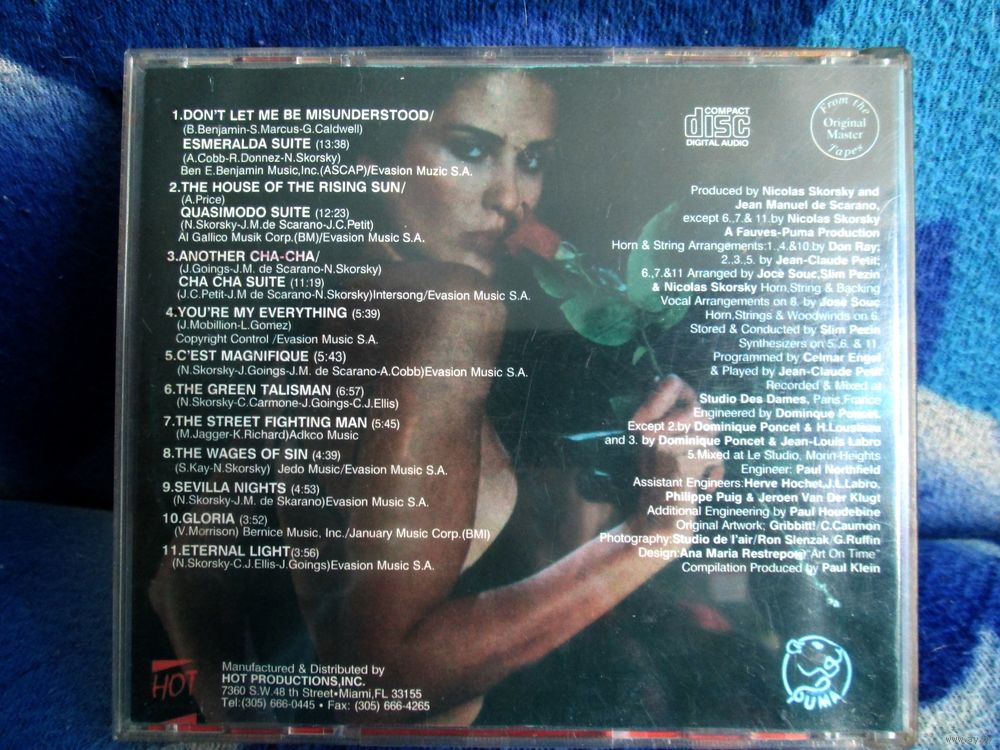 1.DON'T LET ME BE MISUNDERSTOOD/
(B.Benjamin-S.Marcus-G.Caldwell)
ESMERALDA SUITE (13:38)
(A.Cobb-R.Donnez-N.Skorsky)
Ben E.Benjamin Music,Inc.(ASCAP)/Evasion Muzic S.A.
2.THE HOUSE OF THE RISING SUN/
(A.Price)
QUASIMODO SUITE (12:23)
(N.Skorsky-J.M.de Scarano-J.C.Petit)
Al Gallico Musik Corp.(BM)/Evasion Music S.A.
3.ANOTHER CHA-CHA/
(J.Goings-J.M. de Scarano-N.Skorsky)
CHA CHA SUITE (11:19)
(J.C.Petit-J.M de Scarano-N.Skorsky)Intersong/Evasion Music S.A.
4.YOU'RE MY EVERYTHING (5:39)
(J.Mobillion-L.Gomez)
Copyright Control /Evasion Music S.A.
5.C'EST MAGNIFIQUE (5:43)
(N.Skorsky-J.Goings-J.M. de Scarano-A.Cobb)Evasion Music S.A.
6.THE GREEN TALISMAN (6:57)
(N.Skorsky-C.Carmone-J.Goings-C.J.Ellis)
7.THE STREET FIGHTING MAN (5:45)
(M.Jagger-K.Richard)Adkco Music
8.THE WAGES OF SIN (4:39)
(S.Kay-N.Skorsky) Jedo Music/Evasion Music S.A.
9.SEVILLA NIGHTS (4:53)
(N.Skorsky-J.M. de Skarano)Evasion Music S.A.
10.GLORIA (3:52)
(V.Morrison) Bernice Music, Inc./January Music Corp.(BMI)
11.ETERNAL LIGHT(3:56)
(N.Skorsky-C.J.Ellis-J.Goings)Evasion Music S.A.
COMPACT
disc
DIGITAL AUDIO
From the
Original
Master
Tapes
Produced by Nicolas Skorsky and
Jean Manuel de Scarano,
except 6.,7.& 11.by Nicolas Skorsky
A Fauves-Puma Production
Horn & String Arrangements:1.,4.&10.by Don Ray;
2.,3.,5. by Jean-Claude Petit;
6.,7.&11 Arranged by Joce Souc,Slim Pezin
& Nicolas Skorsky Horn,String & Backing
Vocal Arrangements on 8. by José Souc
Horn,Strings & Woodwinds on 6.
Stored & Conducted by Slim Pezin
Synthesizers on 5.,6. & 11.
Programmed by Celmar Engel
& Played by Jean-Claude Petit
Recorded & Mixed at
Studio Des Dames, Paris,France
Engineered by Dominque Poncet.
Except 2.by Dominique Poncet & H.Lousteau
and 3. by Dominique Poncet & Jean-Louis Labro
5.Mixed at Le Studio, Morin-Heights
Engineer: Paul Northfield
Assistant Engineers:Herve Hochet,J.L.Labro,
Philippe Puig & Jeroen Van Der Klugt
Additional Engineering by Paul Houdebine
Original Artwork; Gribbitt!/C.Caumon
Photography:Studio de l'air/Ron Slenzak G.Ruffin
Design:Ana Maria Restrepo "Art On Time"
Compilation Produced by Paul Klein
HOT
Manufactured & Distributed by
HOT PRODUCTIONS,INC.
7360 S.W.48 th Street•Miami,FL 33155
Tel:(305) 666-0445 • Fax: (305) 666-4265
PUMA